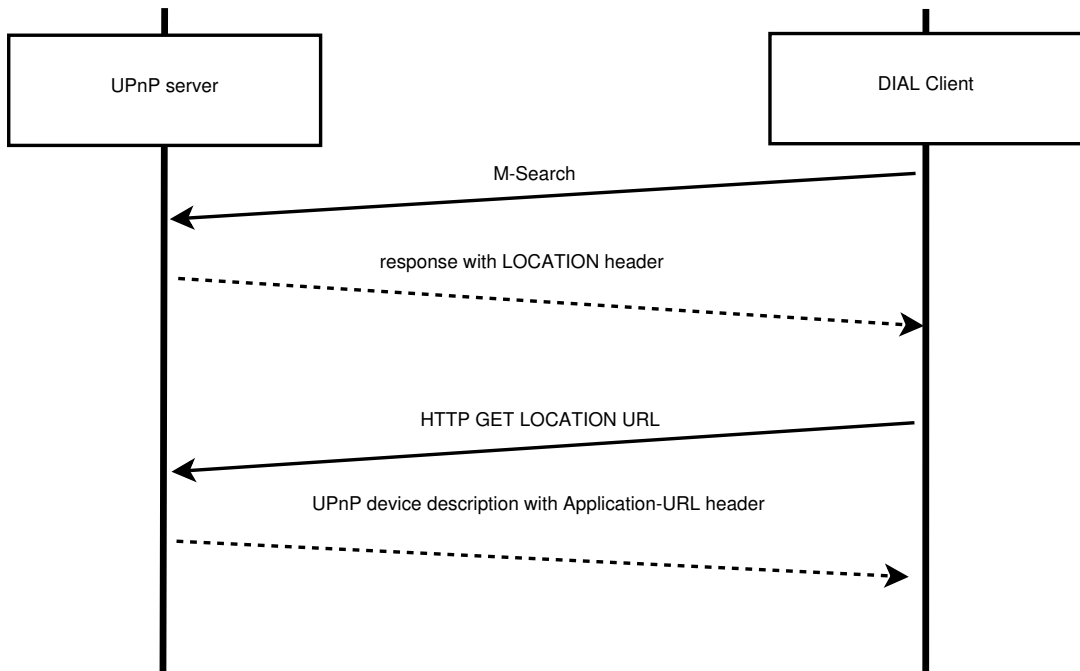 UPnP server
DIAL Client
M-Search
response with LOCATION header
HTTP GET LOCATION URL
UPnP device description with Application-URL header